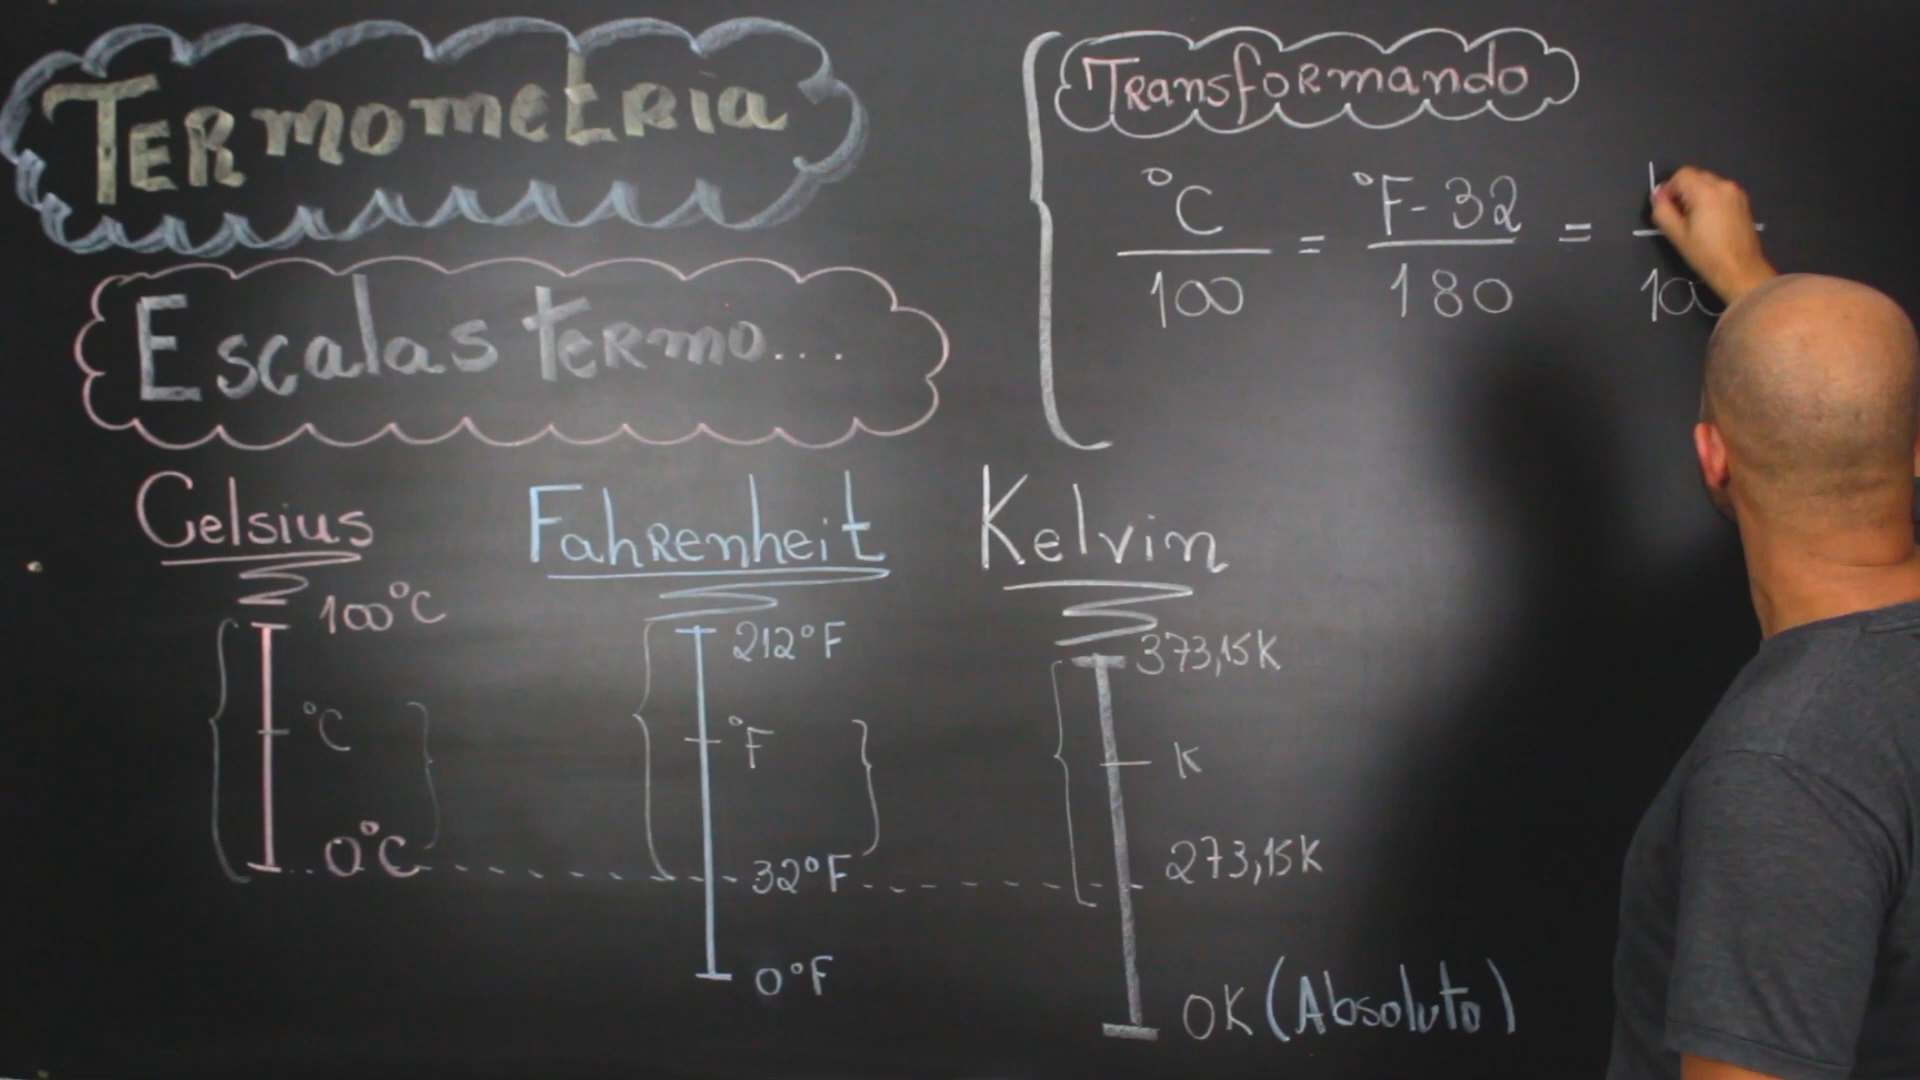 TERmometRia
Escalas termo...
TRansfoRmando
°C = °F - 32 =
100 180
Celsius Fahrenheit Kelvin
100°C 212°F 373,15K
°C °F K
0°C 32°F 273,15K
0°F 0K (Absoluto)